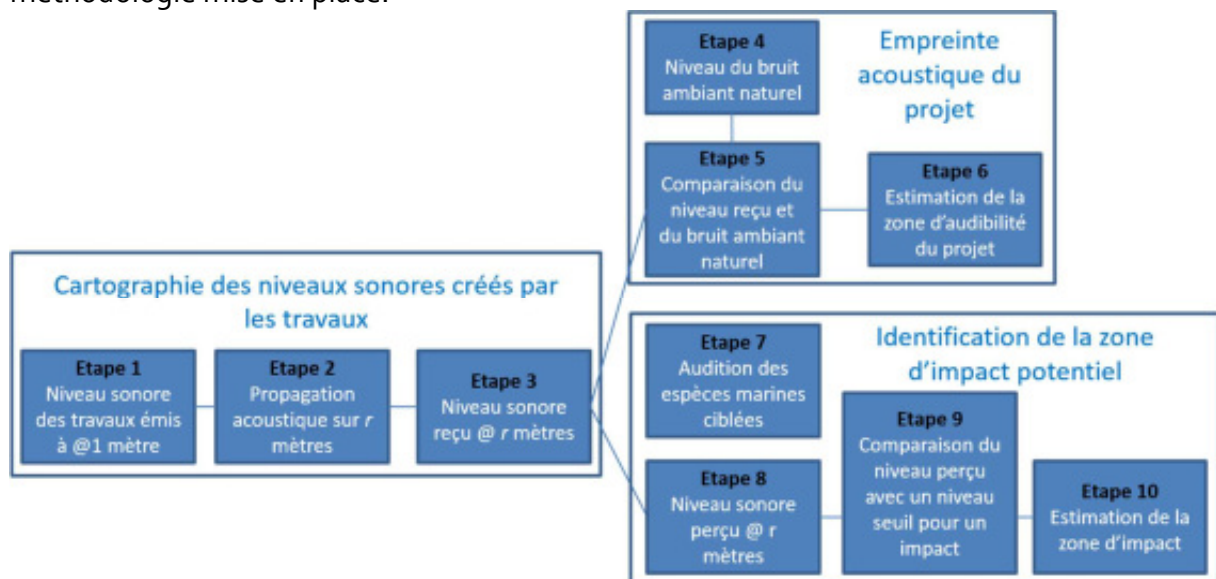 méthodologie mise en place.
Etape 4
Niveau du bruit
ambiant naturel
Empreinte
acoustique du
projet
Etape 5
Comparaison du
niveau reçu et
du bruit ambiant
naturel
Etape 6
Estimation de la
zone d'audibilité
du projet
Cartographie des niveaux sonores créés par
les travaux
Etape 1
Niveau sonore
des travaux émis
à @1 mètre
Etape 2
Propagation
acoustique sur r
mètres
Etape 3
Niveau sonore
reçu @ r mètres
Identification de la zone
d'impact potentiel
Etape 7
Audition des
espèces marines
ciblées
Etape 8
Niveau sonore
perçu @ r
mètres
Etape 9
Comparaison du
niveau perçu
avec un niveau
seuil pour un
impact
Etape 10
Estimation de la
zone d'impact